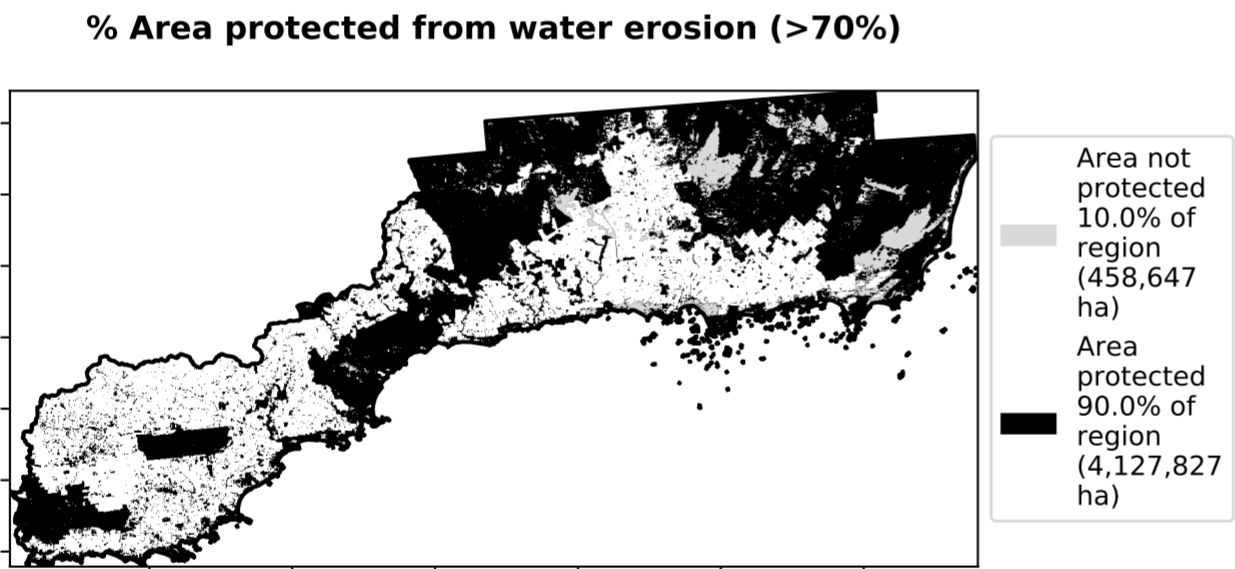 % Area protected from water erosion (>70%)
Area not
protected
10.0% of
region
(458,647
ha)
Area
protected
90.0% of
region
(4,127,827
ha)